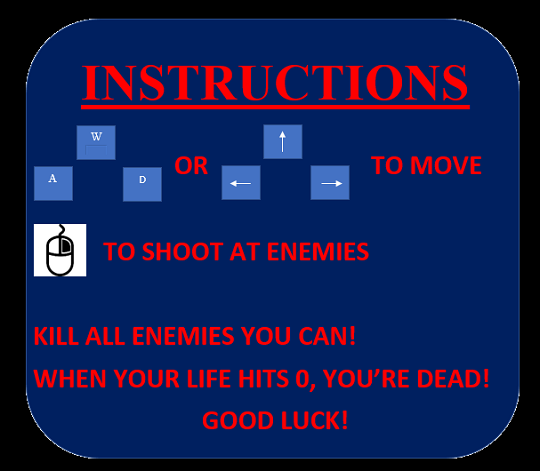 INSTRUCTIONS
W
A D OR ↑ ← → TO MOVE
TO SHOOT AT ENEMIES
KILL ALL ENEMIES YOU CAN!
WHEN YOUR LIFE HITS 0, YOU’RE DEAD!
GOOD LUCK!